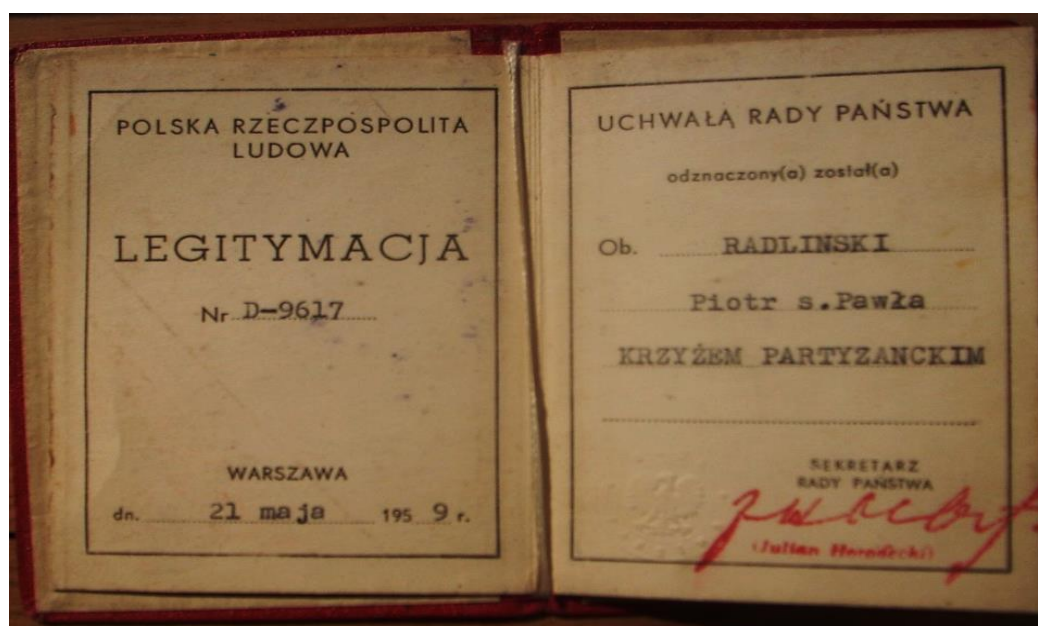 POLSKA RZECZPOSPOLITA
LUDOWA
LEGITYMACJA
Nr D-9617
WARSZAWA
dn. 21 maja 1959 r.
UCHWAŁĄ RADY PAŃSTWA
odznaczony(a) został(a)
Ob. RADLINSKI
Piotr s.Pawła
KRZYŻEM PARTYZANCKIM
SEKRETARZ
RADY PAŃSTWA
(Julian Horodecki)